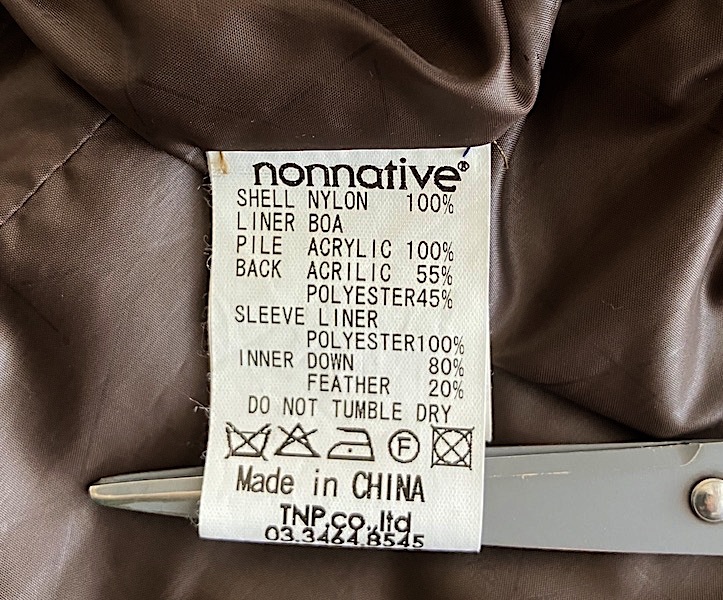 nonnative®
SHELL NYLON 100%
LINER BOA
PILE ACRYLIC 100%
BACK ACRILIC 55%
POLYESTER45%
SLEEVE LINER
POLYESTER100%
INNER DOWN 80%
FEATHER 20%
DO NOT TUMBLE DRY
F
Made in CHINA
TNP.co.,ltd
03.3464.8545